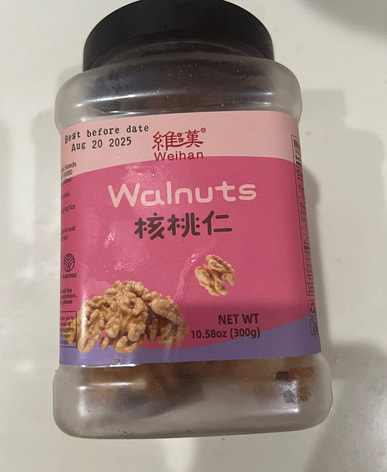 Best before date
Aug 20 2025
維漢®
Weihan
Walnuts
核桃仁
NET WT
10.58oz (300g)